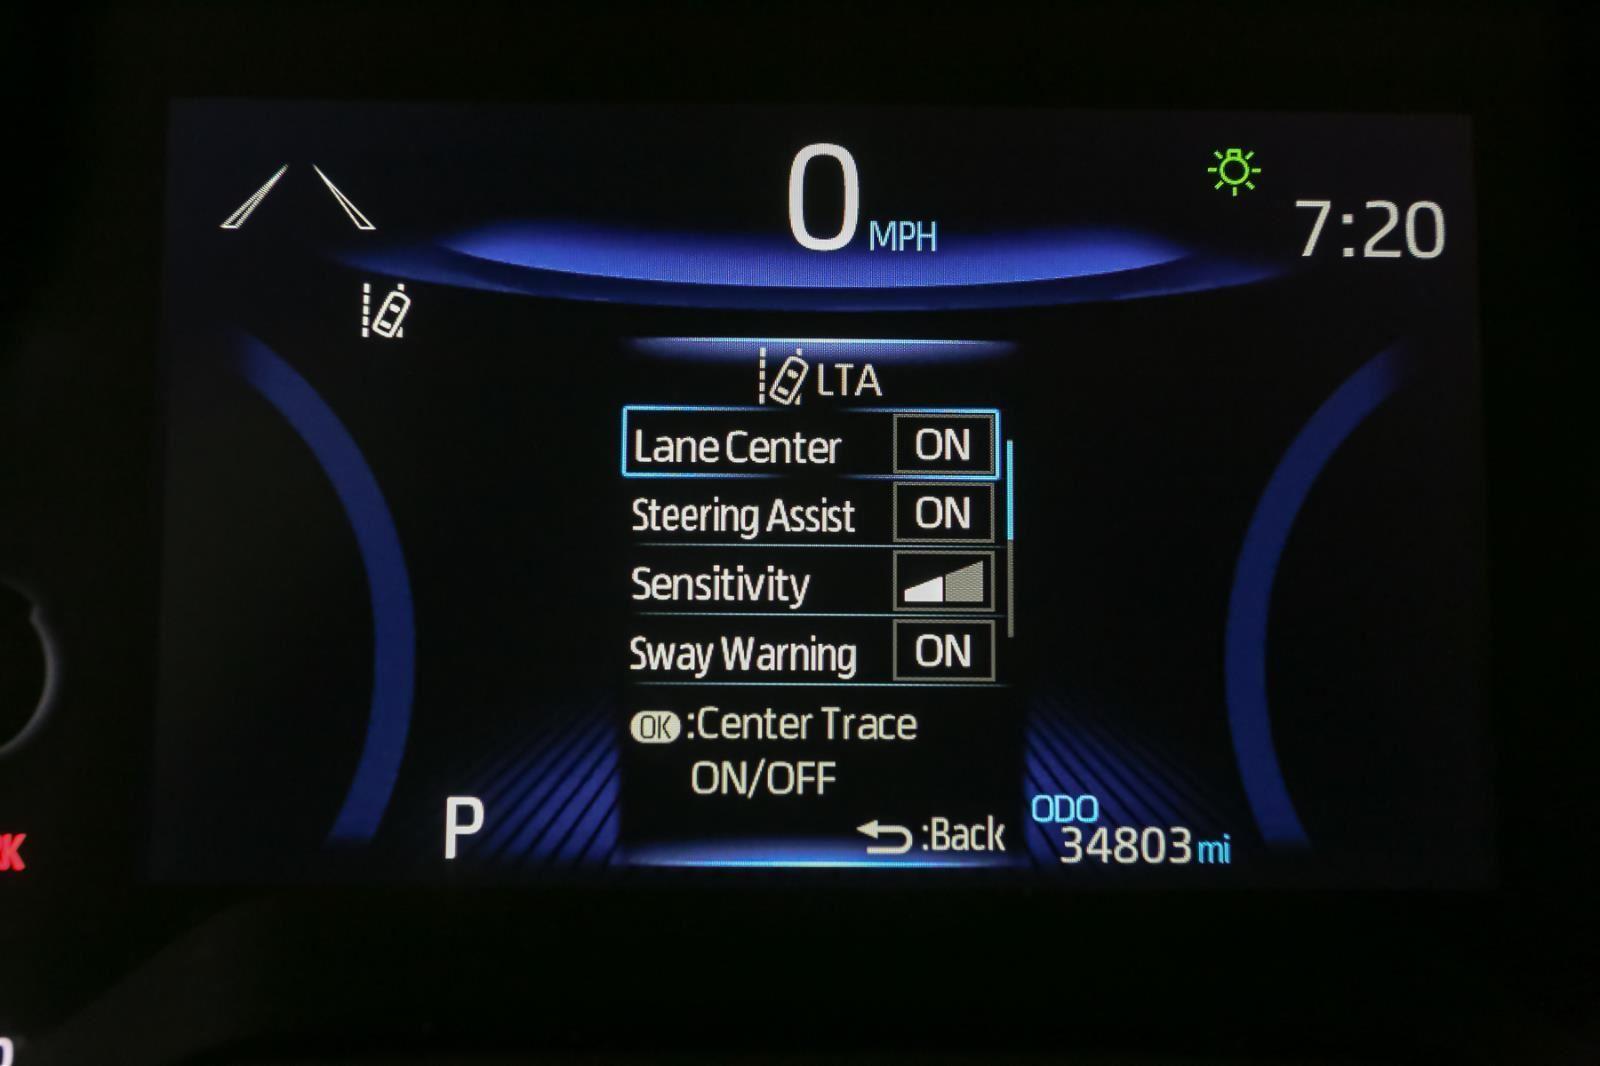 0 MPH
7:20
LTA
Lane Center ON
Steering Assist ON
Sensitivity
Sway Warning ON
OK :Center Trace
ON/OFF
:Back
P
ODO
34803 mi